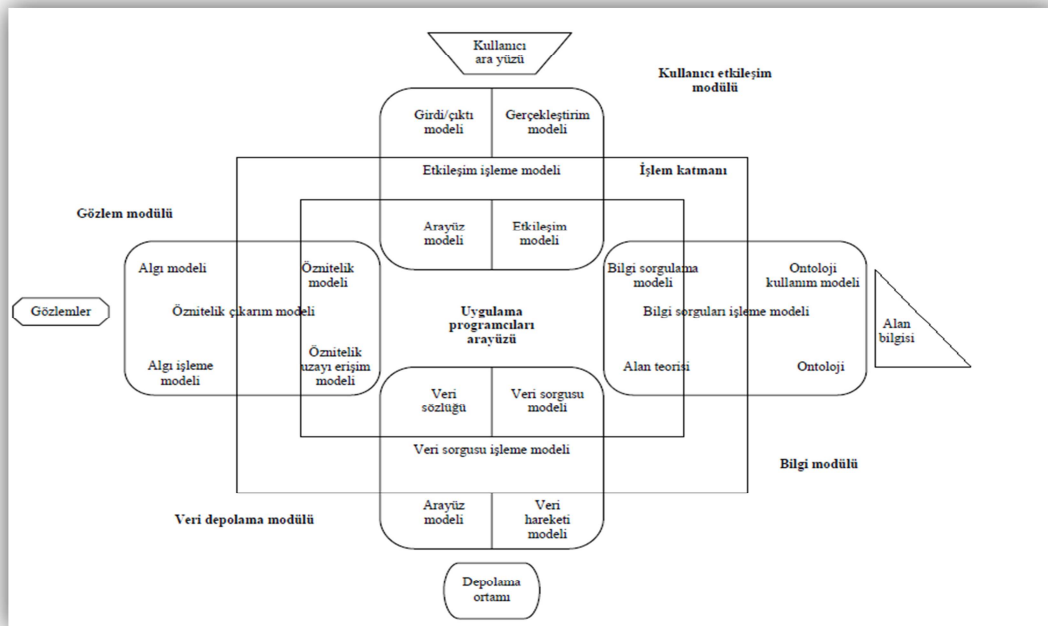 Kullanıcı
ara yüzü
Kullanıcı etkileşim
modülü
Girdi/çıktı
modeli
Gerçekleştirim
modeli
Etkileşim işleme modeli
İşlem katmanı
Gözlem modülü
Arayüz
modeli
Etkileşim
modeli
Algı modeli
Öznitelik
modeli
Bilgi sorgulama
modeli
Ontoloji
kullanım modeli
Gözlemler
Öznitelik çıkarım modeli
Uygulama
programcıları
arayüzü
Bilgi sorguları işleme modeli
Alan
bilgisi
Algı işleme
modeli
Öznitelik
uzayı erişim
modeli
Alan teorisi
Ontoloji
Veri
sözlüğü
Veri sorgusu
modeli
Veri sorgusu işleme modeli
Bilgi modülü
Veri depolama modülü
Arayüz
modeli
Veri
hareketi
modeli
Depolama
ortamı